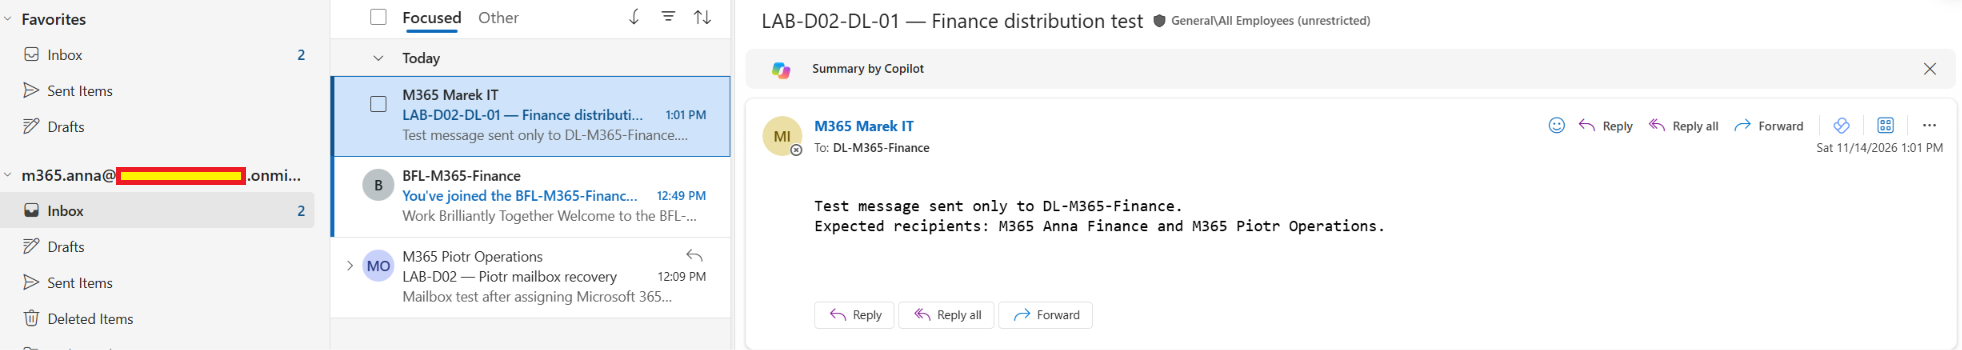 Favorites
Inbox 2
Sent Items
Drafts
m365.anna@ .onmi...
Inbox 2
Drafts
Sent Items
Deleted Items
Focused Other
Today
M365 Marek IT
LAB-D02-DL-01 — Finance distributi... 1:01 PM
Test message sent only to DL-M365-Finance....
B
BFL-M365-Finance
You've joined the BFL-M365-Financ... 12:49 PM
Work Brilliantly Together Welcome to the BFL-...
MO
M365 Piotr Operations
LAB-D02 — Piotr mailbox recovery 12:09 PM
Mailbox test after assigning Microsoft 365...
LAB-D02-DL-01 — Finance distribution test General\All Employees (unrestricted)
Summary by Copilot
MI
M365 Marek IT
Reply Reply all Forward
To: DL-M365-Finance
Sat 11/14/2026 1:01 PM
Test message sent only to DL-M365-Finance.
Expected recipients: M365 Anna Finance and M365 Piotr Operations.
Reply Reply all Forward